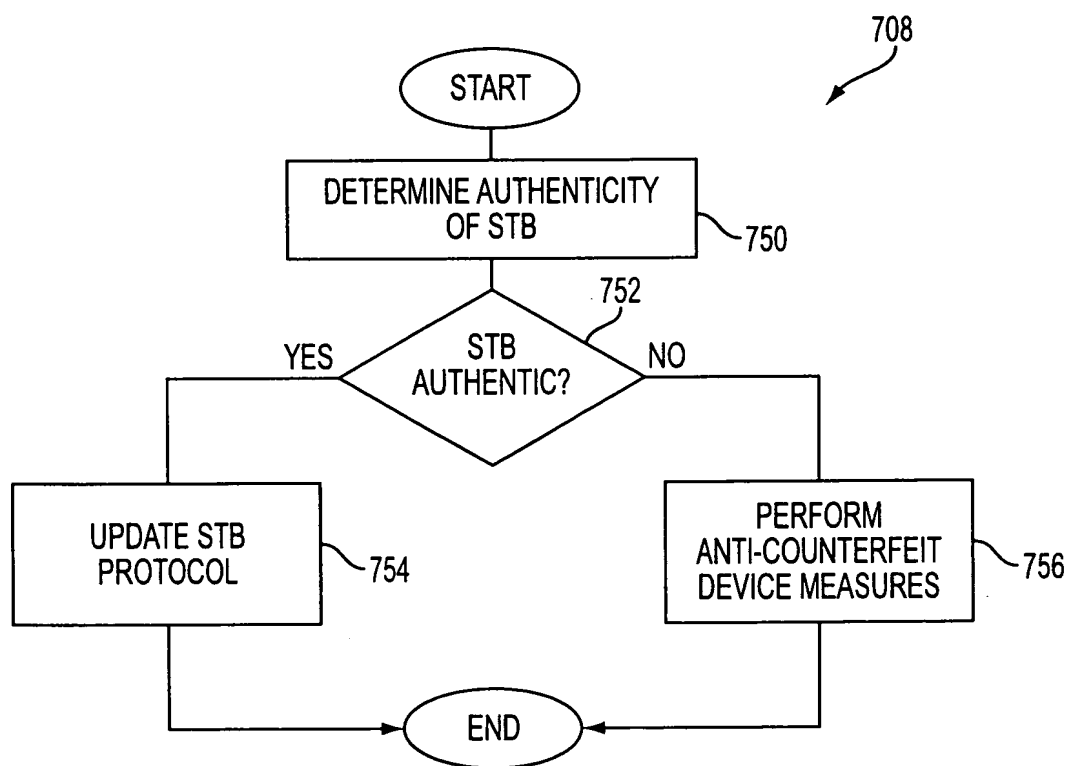 708
START
DETERMINE AUTHENTICITY
OF STB
750
752
YES
STB
AUTHENTIC?
NO
UPDATE STB
PROTOCOL
754
PERFORM
ANTI-COUNTERFEIT
DEVICE MEASURES
756
END